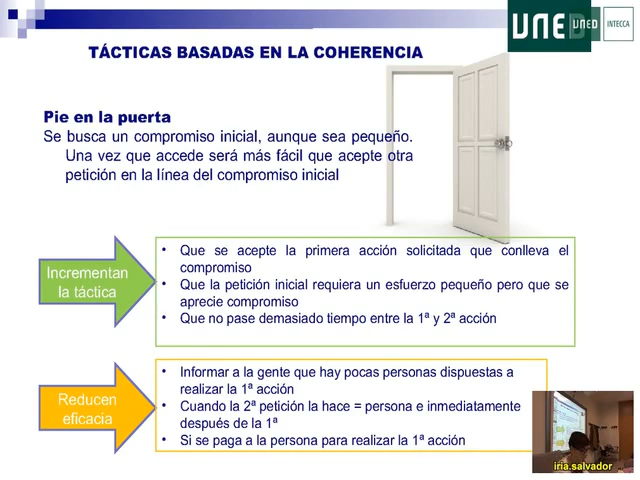 UNED
UNED
INTECCA
TÁCTICAS BASADAS EN LA COHERENCIA
Pie en la puerta
Se busca un compromiso inicial, aunque sea pequeño.
Una vez que accede será más fácil que acepte otra
petición en la línea del compromiso inicial
Incrementan
la táctica
• Que se acepte la primera acción solicitada que conlleva el
compromiso
• Que la petición inicial requiera un esfuerzo pequeño pero que se
aprecie compromiso
• Que no pase demasiado tiempo entre la 1ª y 2ª acción
Reducen
eficacia
• Informar a la gente que hay pocas personas dispuestas a
realizar la 1ª acción
• Cuando la 2ª petición la hace = persona e inmediatamente
después de la 1ª
• Si se paga a la persona para realizar la 1ª acción
iria.salvador